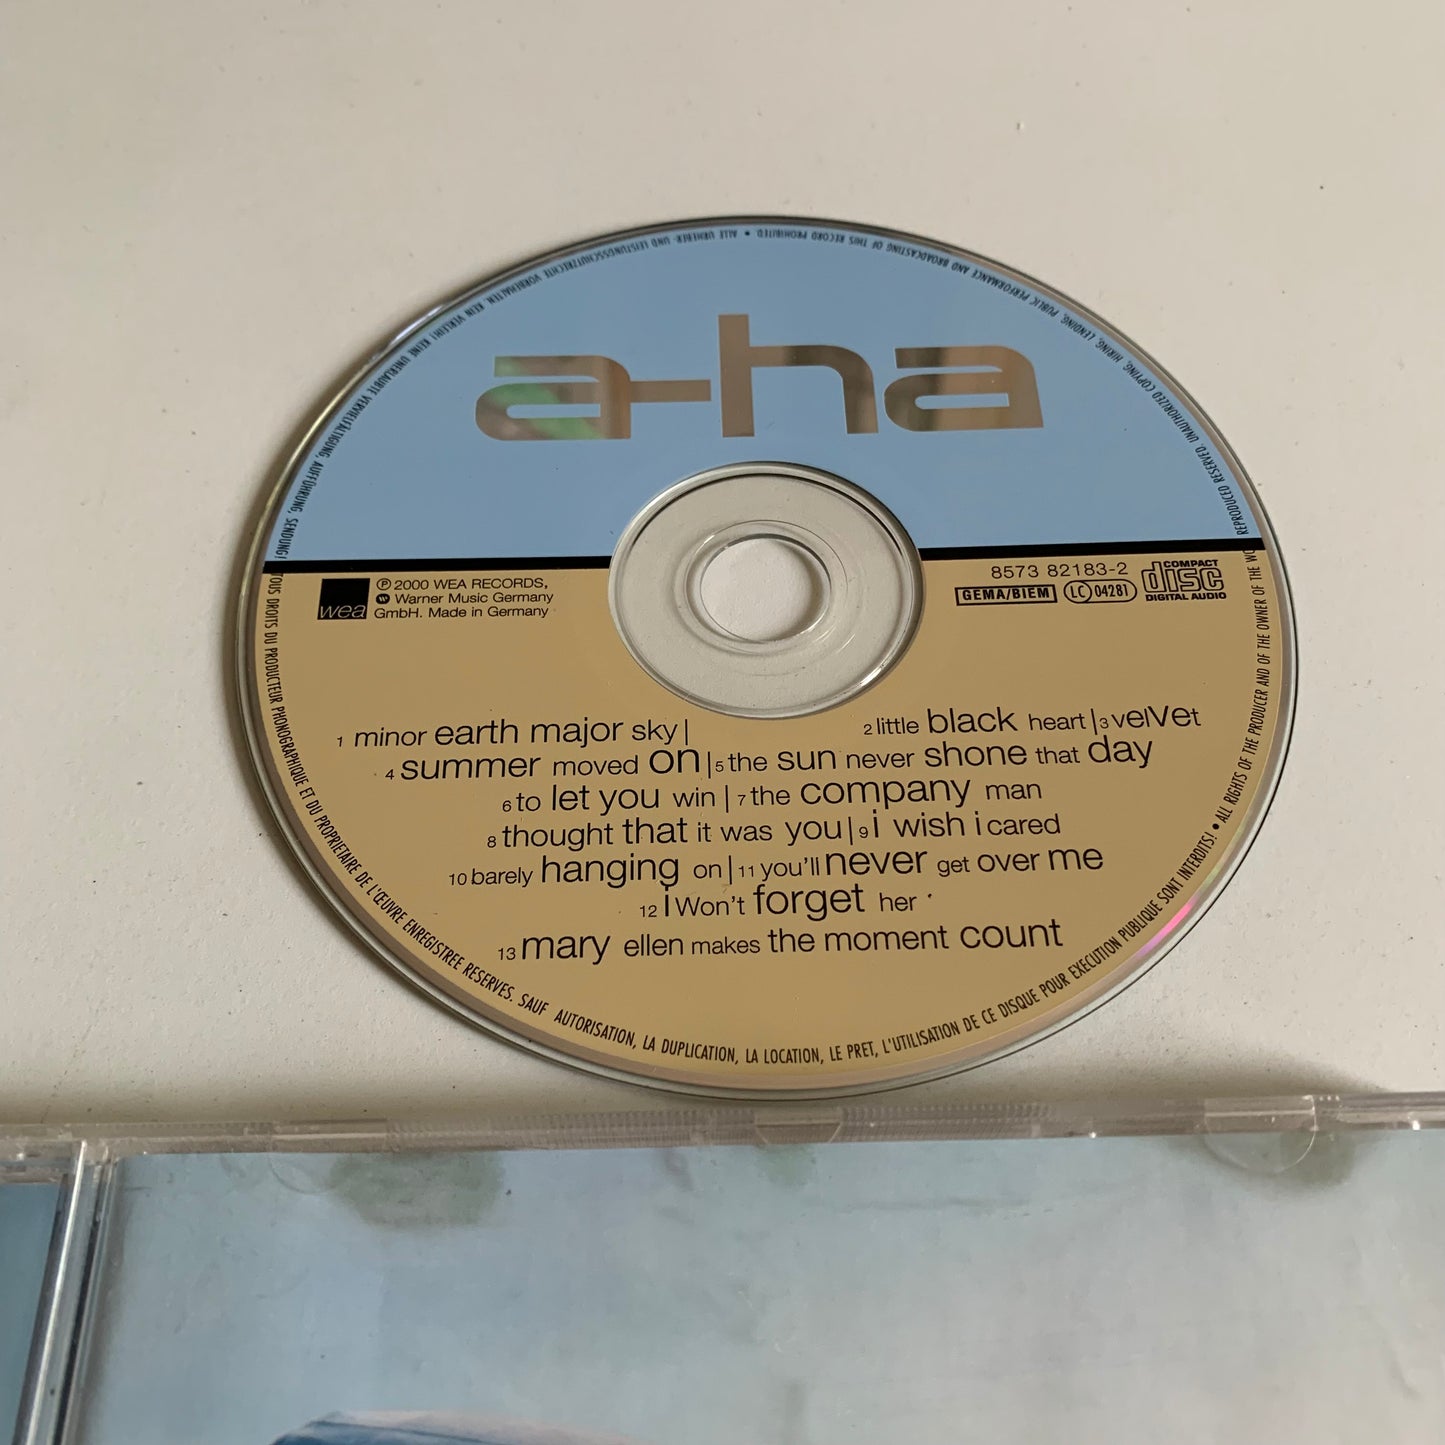 a-ha
wea
℗ 2000 WEA RECORDS,
Warner Music Germany
GmbH. Made in Germany
8573 82183-2
GEMA/BIEM
LC 04281
COMPACT
disc
DIGITAL AUDIO
1 minor earth major sky| 2 little black heart|3 velVet
4 summer moved on|5 the sun never shone that day
6 to let you win|7 the company man
8 thought that it was you|9 i wish i cared
10 barely hanging on|11 you'll never get over me
12 i Won't forget her
13 mary ellen makes the moment count
• ALL RIGHTS OF THE PRODUCER AND OF THE OWNER OF THE WO REPRODUCED RESERVED. UNAUTHORIZED COPYING, HIRING, LENDING, PUBLIC PERFORMANCE AND BROADCASTING OF THIS RECORD PROHIBITED • ALLE URHEBER- UND LEISTUNGSSCHUTZRECHTE VORBEHALTEN. KEIN VERLEIH! KEINE UNERLAUBTE VERVIELFÄLTIGUNG, AUFFÜHRUNG, SENDUNG! TOUS DROITS DU PRODUCTEUR PHONOGRAPHIQUE ET DU PROPRIETAIRE DE L'ŒUVRE ENREGISTREE RESERVES. SAUF AUTORISATION, LA DUPLICATION, LA LOCATION, LE PRET, L'UTILISATION DE CE DISQUE POUR EXECUTION PUBLIQUE SONT INTERDITS!